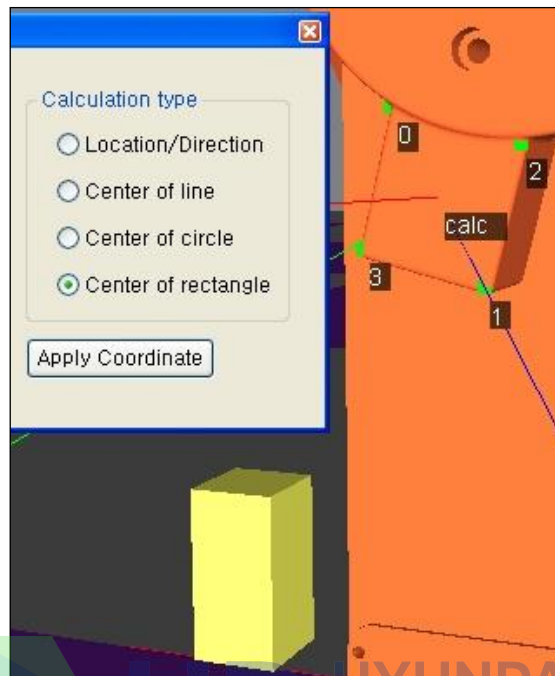 Calculation type
Location/Direction
Center of line
Center of circle
Center of rectangle
Apply Coordinate
0
2
calc
3
1